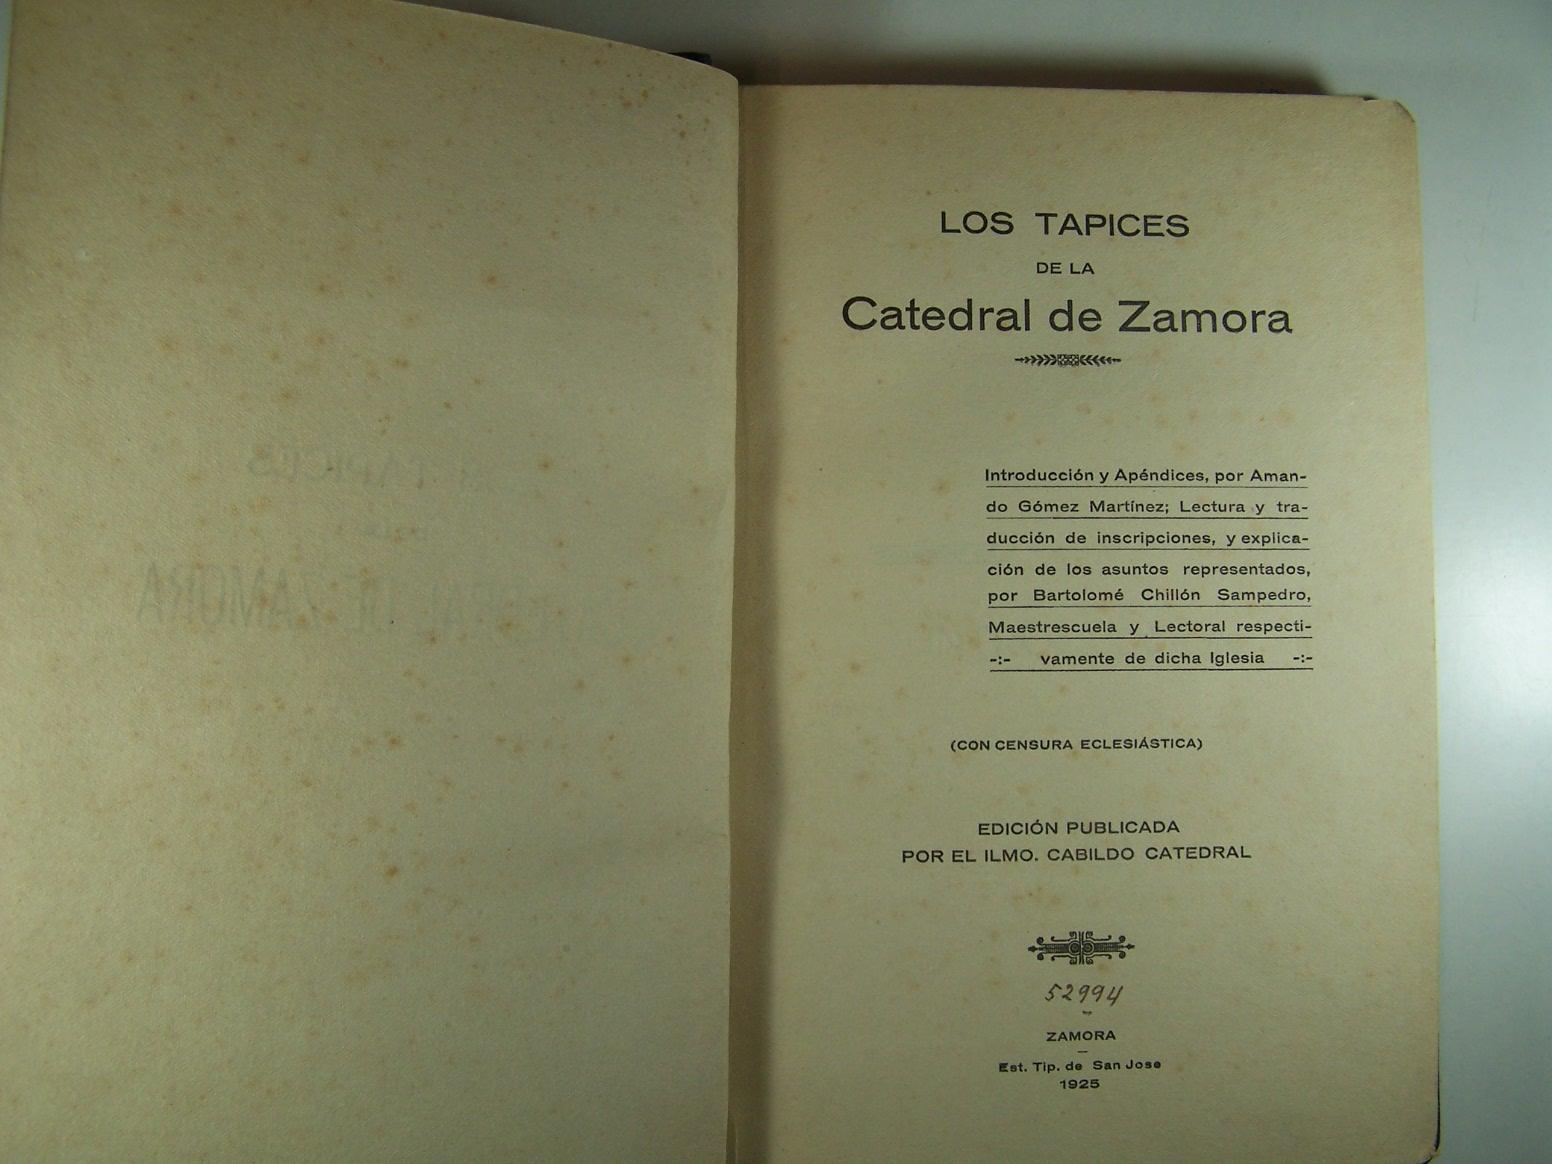 LOS TAPICES
DE LA
Catedral de Zamora
Introducción y Apéndices, por Aman-
do Gómez Martínez; Lectura y tra-
ducción de inscripciones, y explica-
ción de los asuntos representados,
por Bartolomé Chillón Sampedro,
Maestrescuela y Lectoral respecti-
-:- vamente de dicha Iglesia -:-
(CON CENSURA ECLESIÁSTICA)
EDICIÓN PUBLICADA
POR EL ILMO. CABILDO CATEDRAL
52994
ZAMORA
Est. Tip. de San Jose
1925